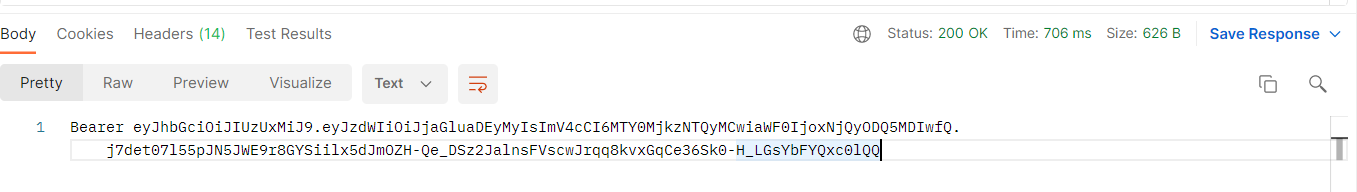 Body Cookies Headers (14) Test Results Status: 200 OK Time: 706 ms Size: 626 B Save Response
Pretty Raw Preview Visualize Text
1 Bearer eyJhbGciOiJIUzUxMiJ9.eyJzdWIiOiJjaGluaDEyMyIsImV4cCI6MTY0MjkzNTQyMCwiaWF0IjoxNjQyODQ5MDIwfQ.
j7det07l55pJN5JWE9r8GYSiilx5dJmOZH-Qe_DSz2JalnsFVscwJrqq8kvxGqCe36Sk0-H_LGsYbFYQxc0lQQ